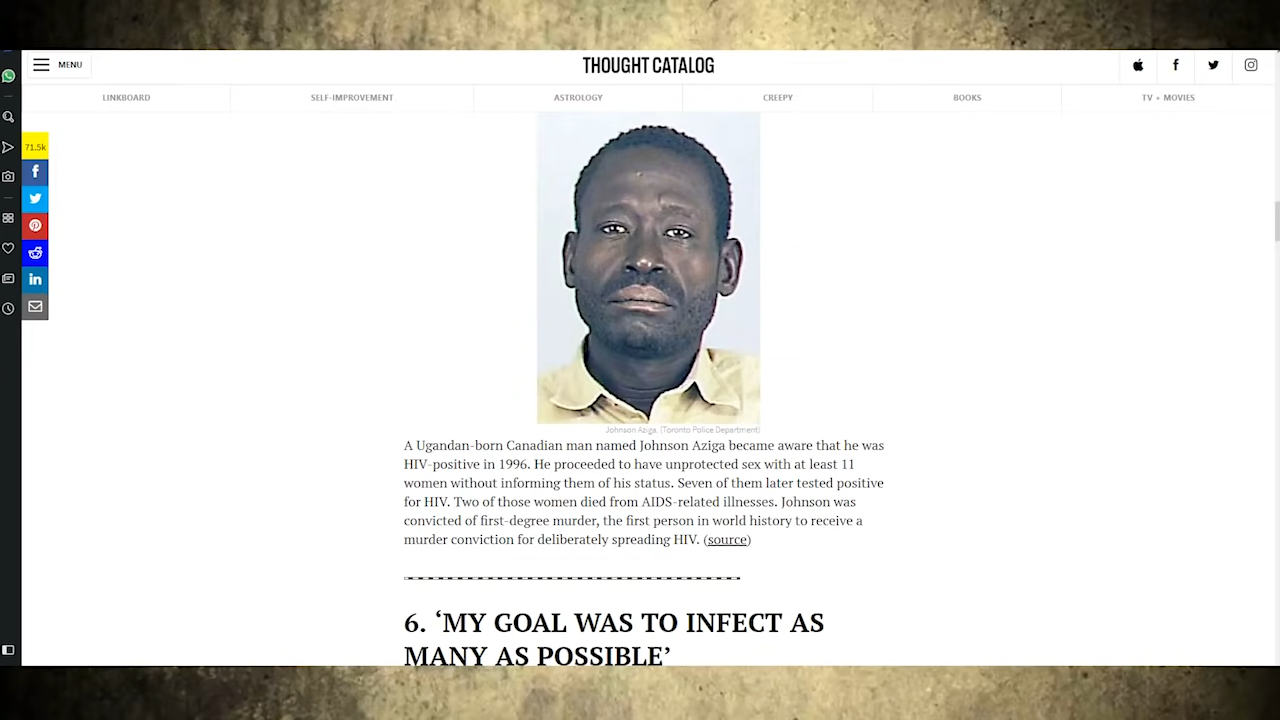 MENU
THOUGHT CATALOG
LINKBOARD
SELF-IMPROVEMENT
ASTROLOGY
CREEPY
BOOKS
TV + MOVIES
71.5k
Johnson Aziga. (Toronto Police Department)
A Ugandan-born Canadian man named Johnson Aziga became aware that he was
HIV-positive in 1996. He proceeded to have unprotected sex with at least 11
women without informing them of his status. Seven of them later tested positive
for HIV. Two of those women died from AIDS-related illnesses. Johnson was
convicted of first-degree murder, the first person in world history to receive a
murder conviction for deliberately spreading HIV. (source)
6. ‘MY GOAL WAS TO INFECT AS
MANY AS POSSIBLE’